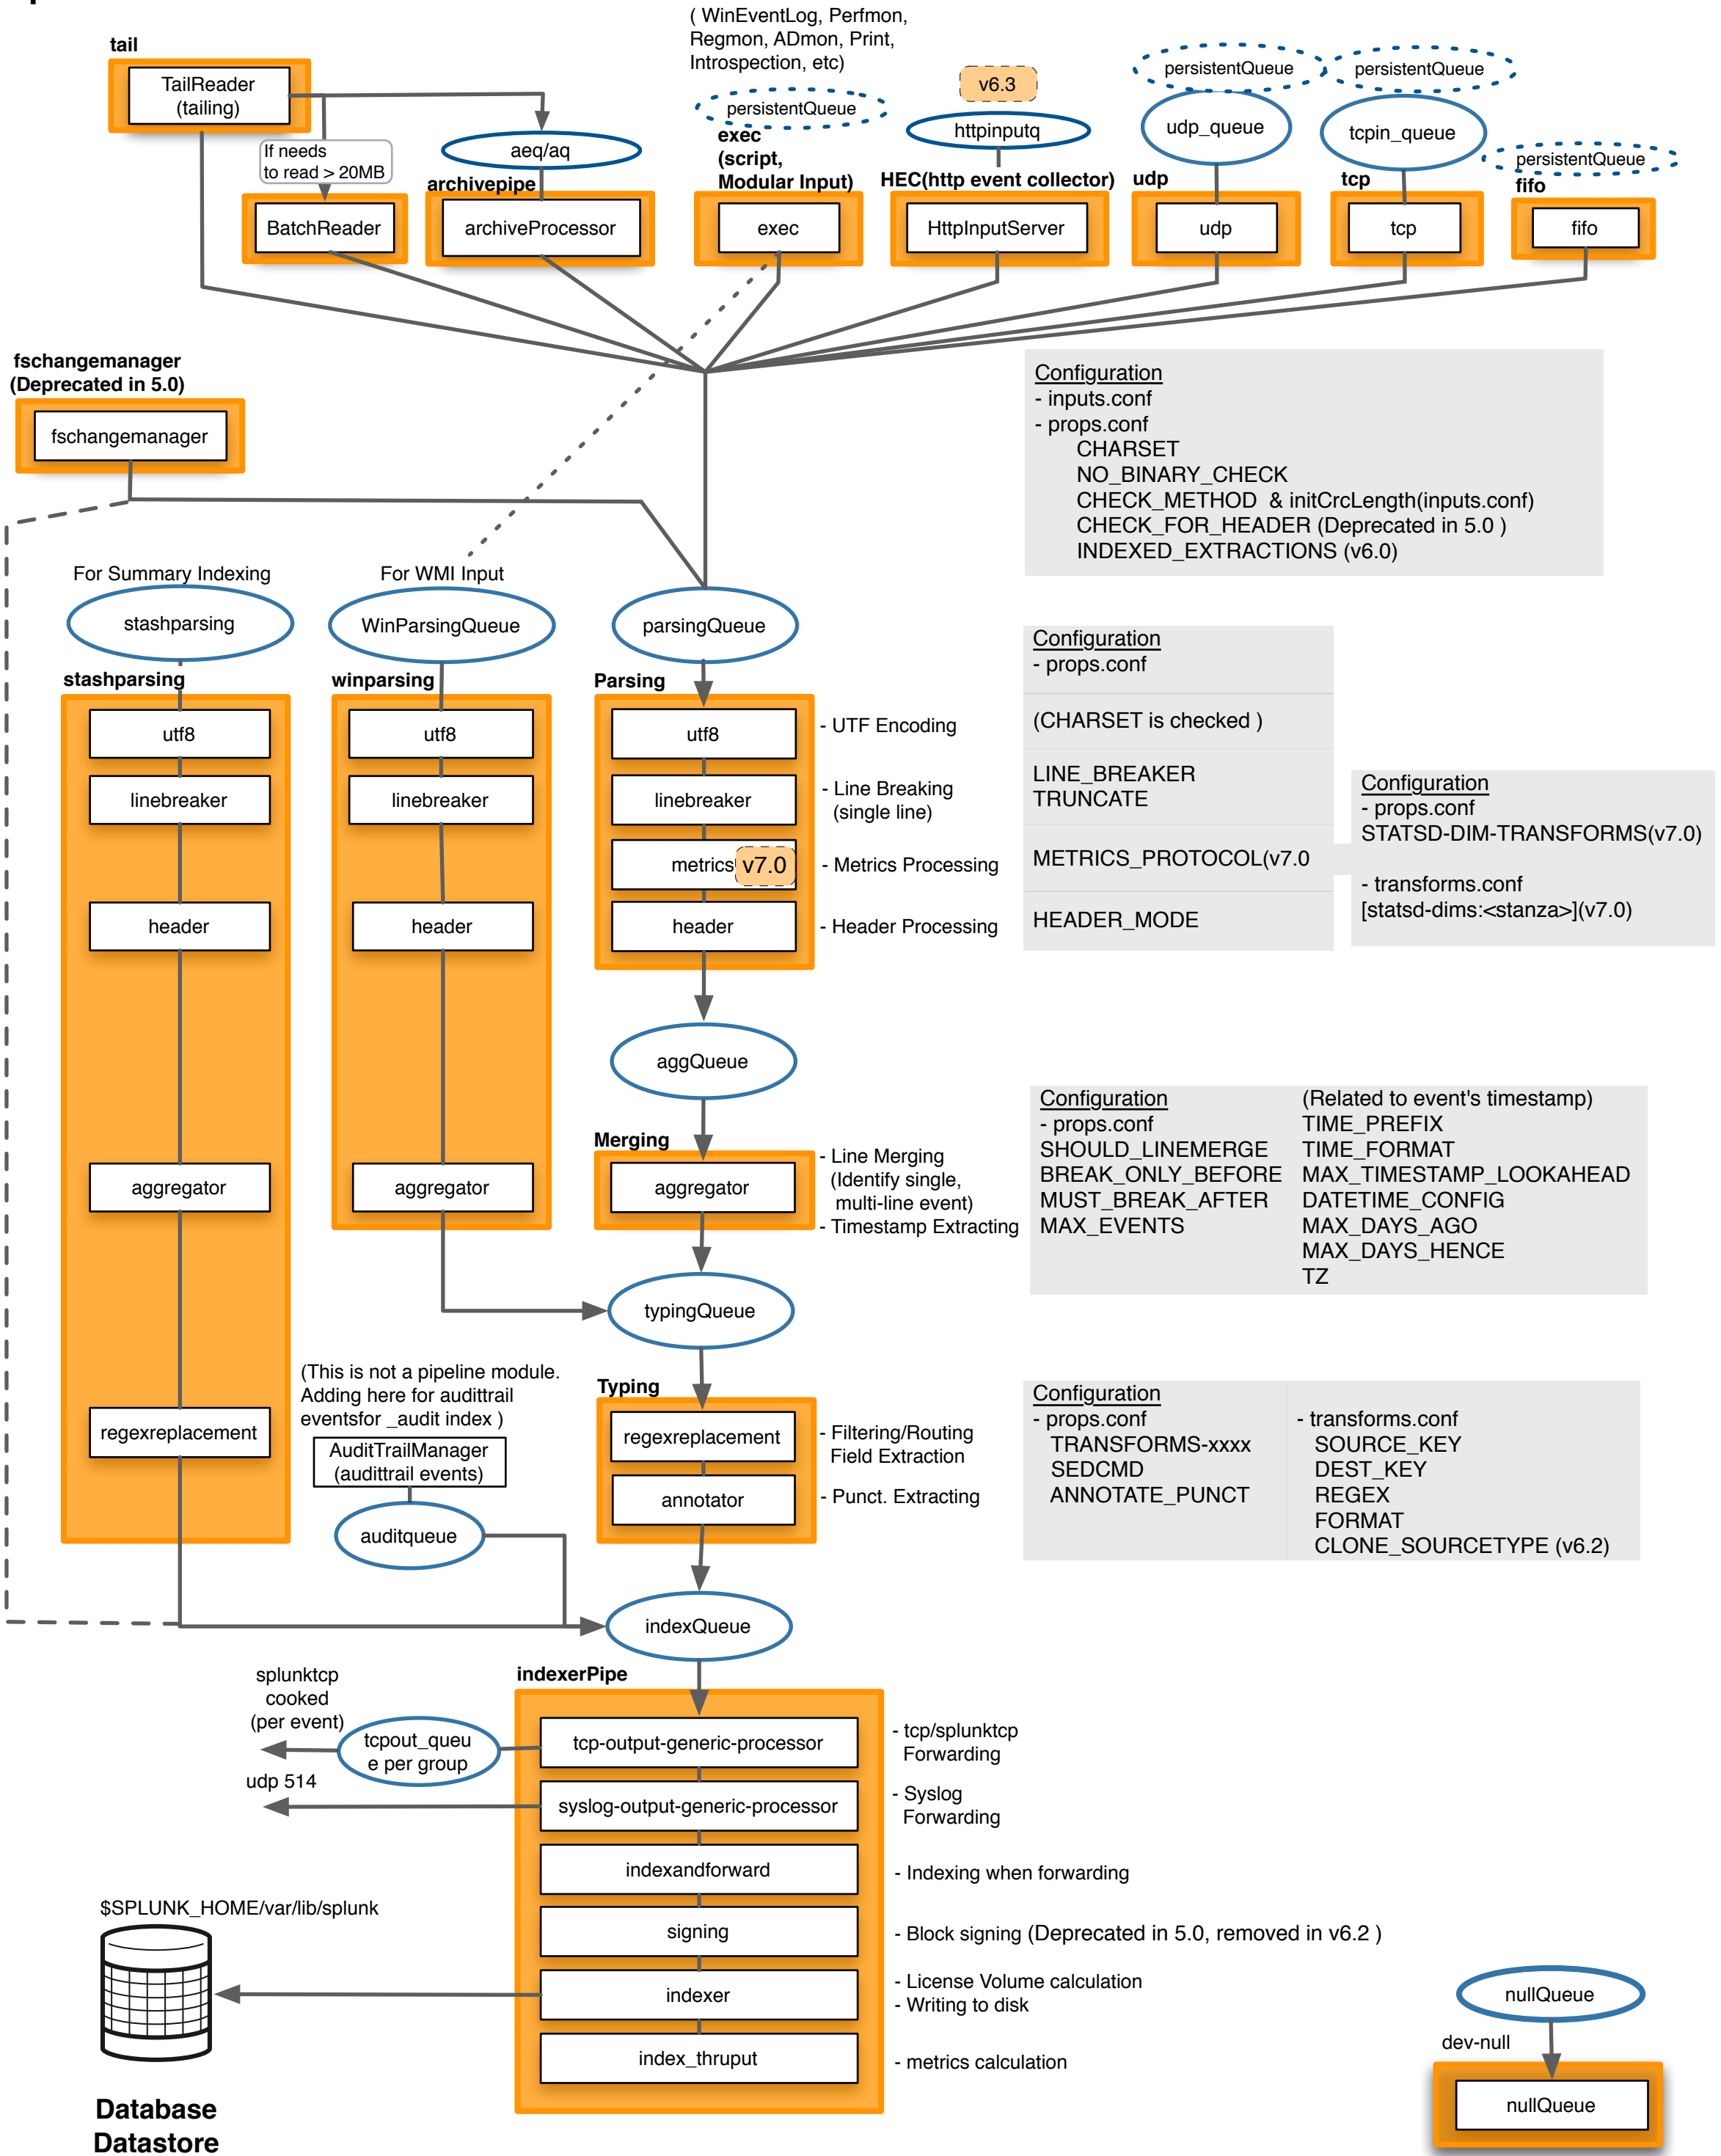 ( WinEventLog, Perfmon,
Regmon, ADmon, Print,
Introspection, etc)
tail
TailReader
(tailing)
If needs
to read > 20MB
BatchReader
aeq/aq
archivepipe
archiveProcessor
persistentQueue
exec
(script,
Modular Input)
exec
v6.3
httpinputq
HEC(http event collector)
HttpInputServer
persistentQueue
udp_queue
udp
udp
persistentQueue
tcpin_queue
tcp
tcp
persistentQueue
fifo
fifo
fschangemanager
(Deprecated in 5.0)
fschangemanager
Configuration
- inputs.conf
- props.conf
CHARSET
NO_BINARY_CHECK
CHECK_METHOD & initCrcLength(inputs.conf)
CHECK_FOR_HEADER (Deprecated in 5.0 )
INDEXED_EXTRACTIONS (v6.0)
For Summary Indexing
stashparsing
stashparsing
utf8
linebreaker
header
aggregator
regexreplacement
For WMI Input
WinParsingQueue
winparsing
utf8
linebreaker
header
aggregator
parsingQueue
Parsing
utf8
- UTF Encoding
linebreaker
- Line Breaking
(single line)
metrics
v7.0
- Metrics Processing
header
- Header Processing
Configuration
- props.conf
(CHARSET is checked )
LINE_BREAKER
TRUNCATE
METRICS_PROTOCOL(v7.0
HEADER_MODE
Configuration
- props.conf
STATSD-DIM-TRANSFORMS(v7.0)
- transforms.conf
[statsd-dims:<stanza>](v7.0)
aggQueue
Merging
aggregator
- Line Merging
(Identify single,
multi-line event)
- Timestamp Extracting
Configuration
- props.conf
SHOULD_LINEMERGE
BREAK_ONLY_BEFORE
MUST_BREAK_AFTER
MAX_EVENTS
(Related to event's timestamp)
TIME_PREFIX
TIME_FORMAT
MAX_TIMESTAMP_LOOKAHEAD
DATETIME_CONFIG
MAX_DAYS_AGO
MAX_DAYS_HENCE
TZ
typingQueue
(This is not a pipeline module.
Adding here for audittrail
eventsfor _audit index )
AuditTrailManager
(audittrail events)
auditqueue
Typing
regexreplacement
- Filtering/Routing
Field Extraction
annotator
- Punct. Extracting
Configuration
- props.conf
TRANSFORMS-xxxx
SEDCMD
ANNOTATE_PUNCT
- transforms.conf
SOURCE_KEY
DEST_KEY
REGEX
FORMAT
CLONE_SOURCETYPE (v6.2)
indexQueue
indexerPipe
splunktcp
cooked
(per event)
tcpout_queu
e per group
tcp-output-generic-processor
- tcp/splunktcp
Forwarding
udp 514
syslog-output-generic-processor
- Syslog
Forwarding
indexandforward
- Indexing when forwarding
signing
- Block signing (Deprecated in 5.0, removed in v6.2 )
indexer
- License Volume calculation
- Writing to disk
index_thruput
- metrics calculation
$SPLUNK_HOME/var/lib/splunk
Database
Datastore
nullQueue
dev-null
nullQueue